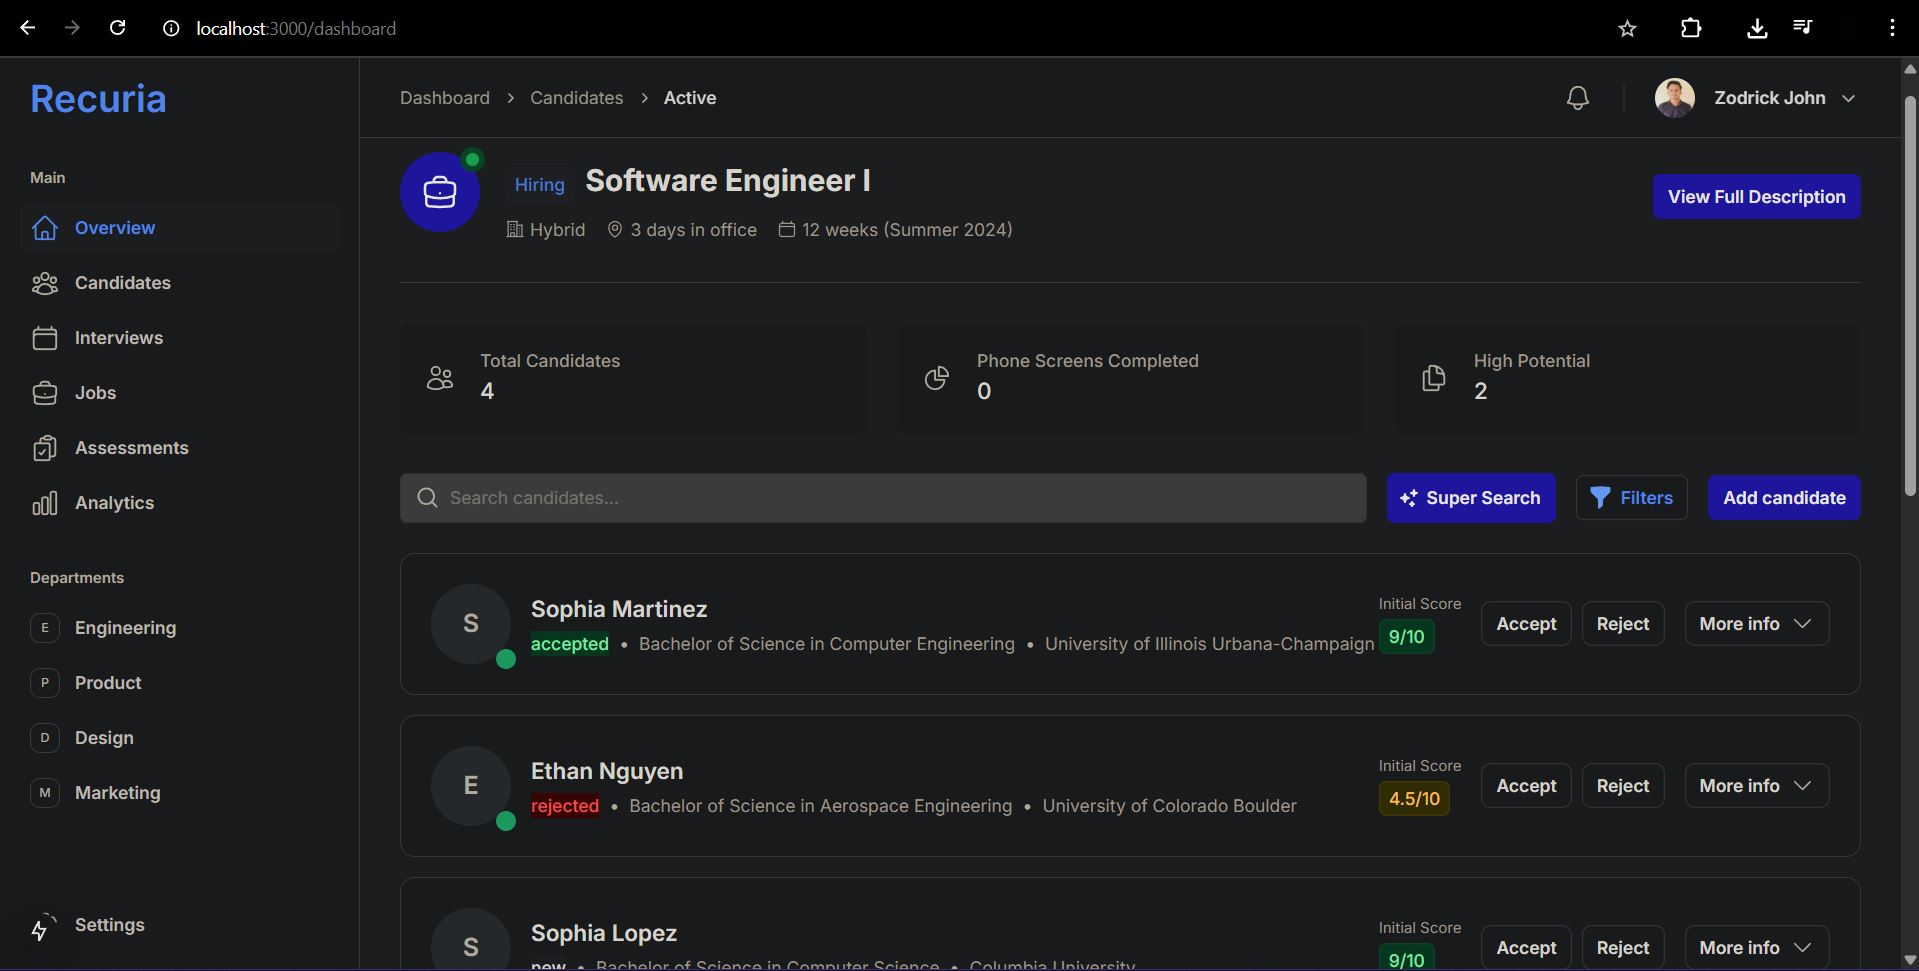 localhost:3000/dashboard
Recuria
Dashboard > Candidates > Active
Zodrick John
Main
Overview
Candidates
Interviews
Jobs
Assessments
Analytics
Departments
E Engineering
P Product
D Design
M Marketing
Settings
Hiring Software Engineer I
Hybrid 3 days in office 12 weeks (Summer 2024)
View Full Description
Total Candidates
4
Phone Screens Completed
0
High Potential
2
Search candidates...
Super Search
Filters
Add candidate
S
Sophia Martinez
accepted • Bachelor of Science in Computer Engineering • University of Illinois Urbana-Champaign
Initial Score
9/10
Accept
Reject
More info
E
Ethan Nguyen
rejected • Bachelor of Science in Aerospace Engineering • University of Colorado Boulder
Initial Score
4.5/10
Accept
Reject
More info
S
Sophia Lopez
new • Bachelor of Science in Computer Science • Columbia University
Initial Score
9/10
Accept
Reject
More info